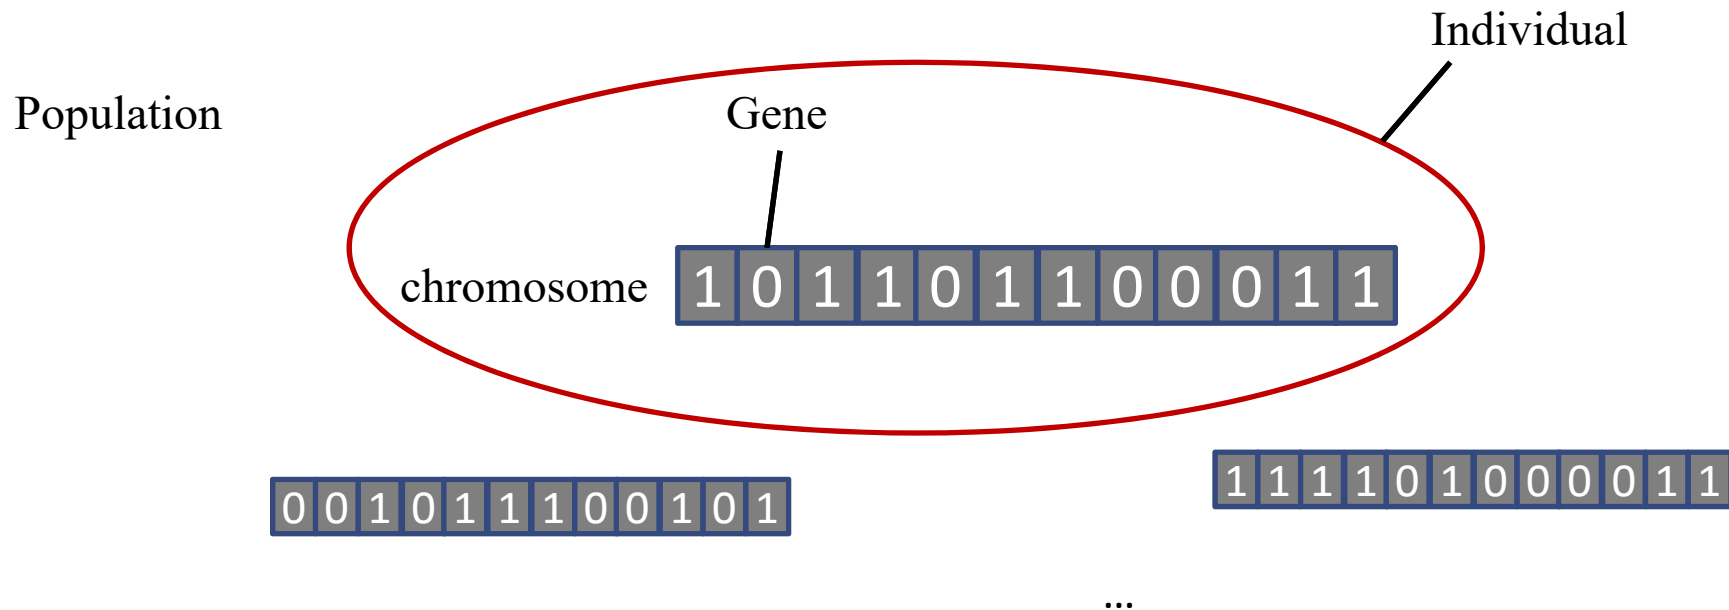 Individual
Population
Gene
chromosome 1 0 1 1 0 1 1 0 0 0 1 1
1 1 1 1 0 1 0 0 0 0 1 1
0 0 1 0 1 1 1 0 0 1 0 1
...